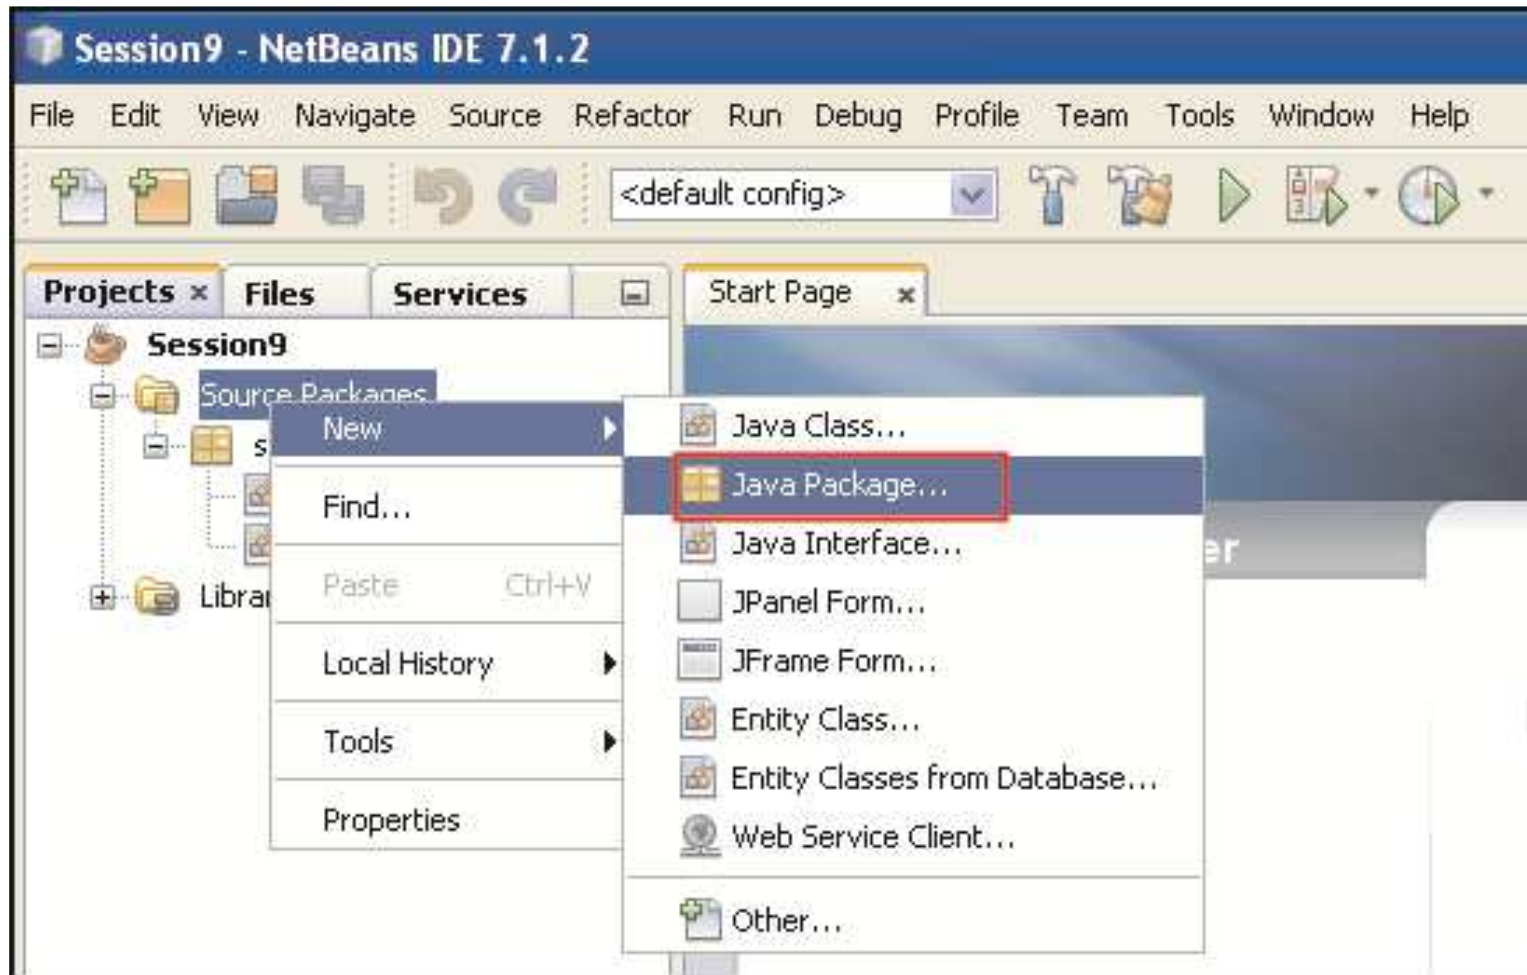 Session9 - NetBeans IDE 7.1.2
File Edit View Navigate Source Refactor Run Debug Profile Team Tools Window Help
<default config>
Projects Files Services
Start Page
Session9
Source Packages
New
Find...
Paste Ctrl+V
Local History
Tools
Properties
Java Class...
Java Package...
Java Interface...
JPanel Form...
JFrame Form...
Entity Class...
Entity Classes from Database...
Web Service Client...
Other...